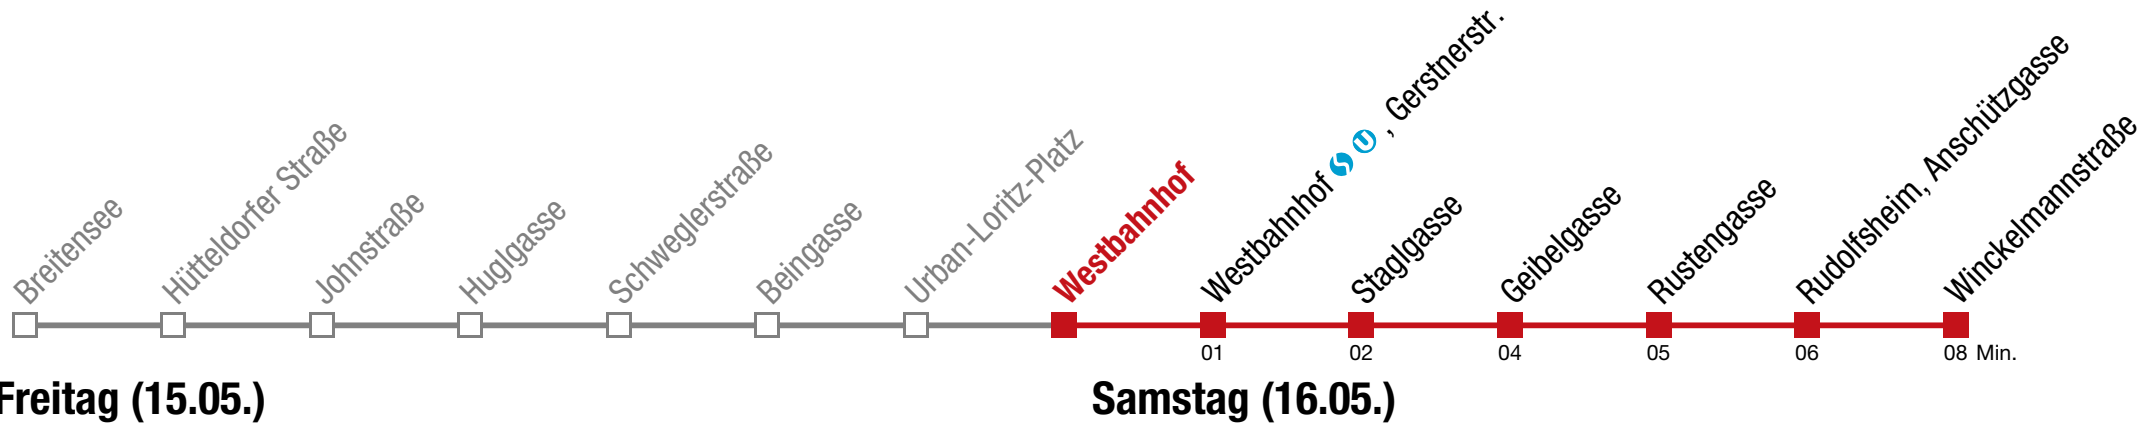 Breitensee
Hütteldorfer Straße
Johnstraße
Huglgasse
Schweglerstraße
Beingasse
Urban-Loritz-Platz
Westbahnhof
Westbahnhof S U , Gerstnerstr.
Staglgasse
Geibelgasse
Rustengasse
Rudolfsheim, Anschützgasse
Winckelmannstraße
01 02 04 05 06 08 Min.
Freitag (15.05.)
Samstag (16.05.)